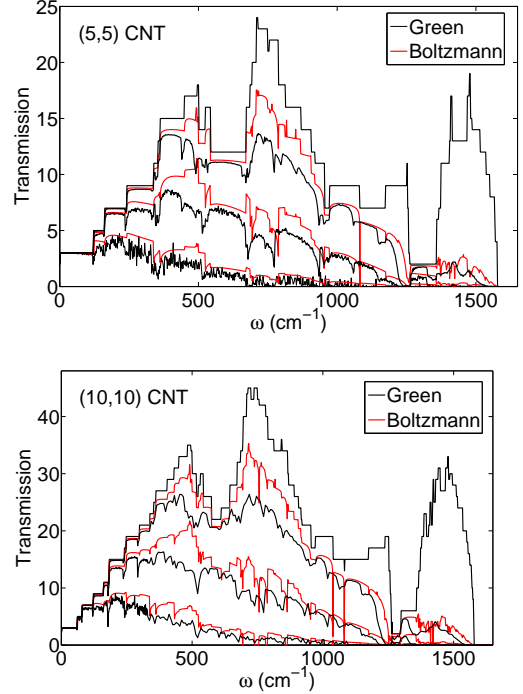 25
20
15
10
5
0
Transmission
(5,5) CNT
Green
Boltzmann
0
500
1000
1500
ω (cm⁻¹)
40
30
20
10
0
Transmission
(10,10) CNT
Green
Boltzmann
0
500
1000
1500
ω (cm⁻¹)